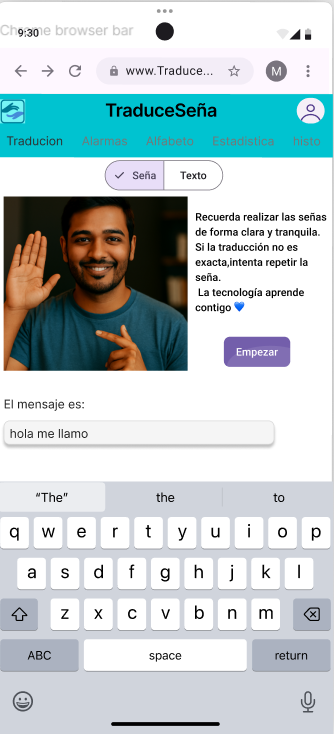 Chrome browser bar
9:30
www.Traduce...
M
TraduceSeña
Traducion Alarmas Alfabeto Estadistica histo
Seña Texto
Recuerda realizar las señas
de forma clara y tranquila.
Si la traducción no es
exacta,intenta repetir la
seña.
La tecnología aprende
contigo 💙
Empezar
El mensaje es:
hola me llamo
“The” the to
q w e r t y u i o p
a s d f g h j k l
z x c v b n m
ABC space return